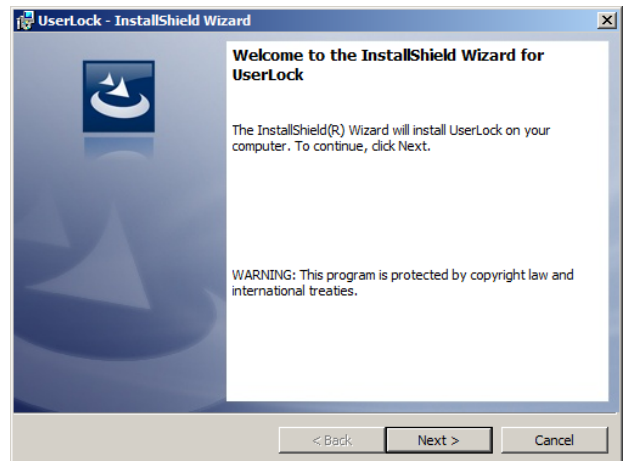 UserLock - InstallShield Wizard
Welcome to the InstallShield Wizard for
UserLock
The InstallShield(R) Wizard will install UserLock on your
computer. To continue, click Next.
WARNING: This program is protected by copyright law and
international treaties.
< Back
Next >
Cancel